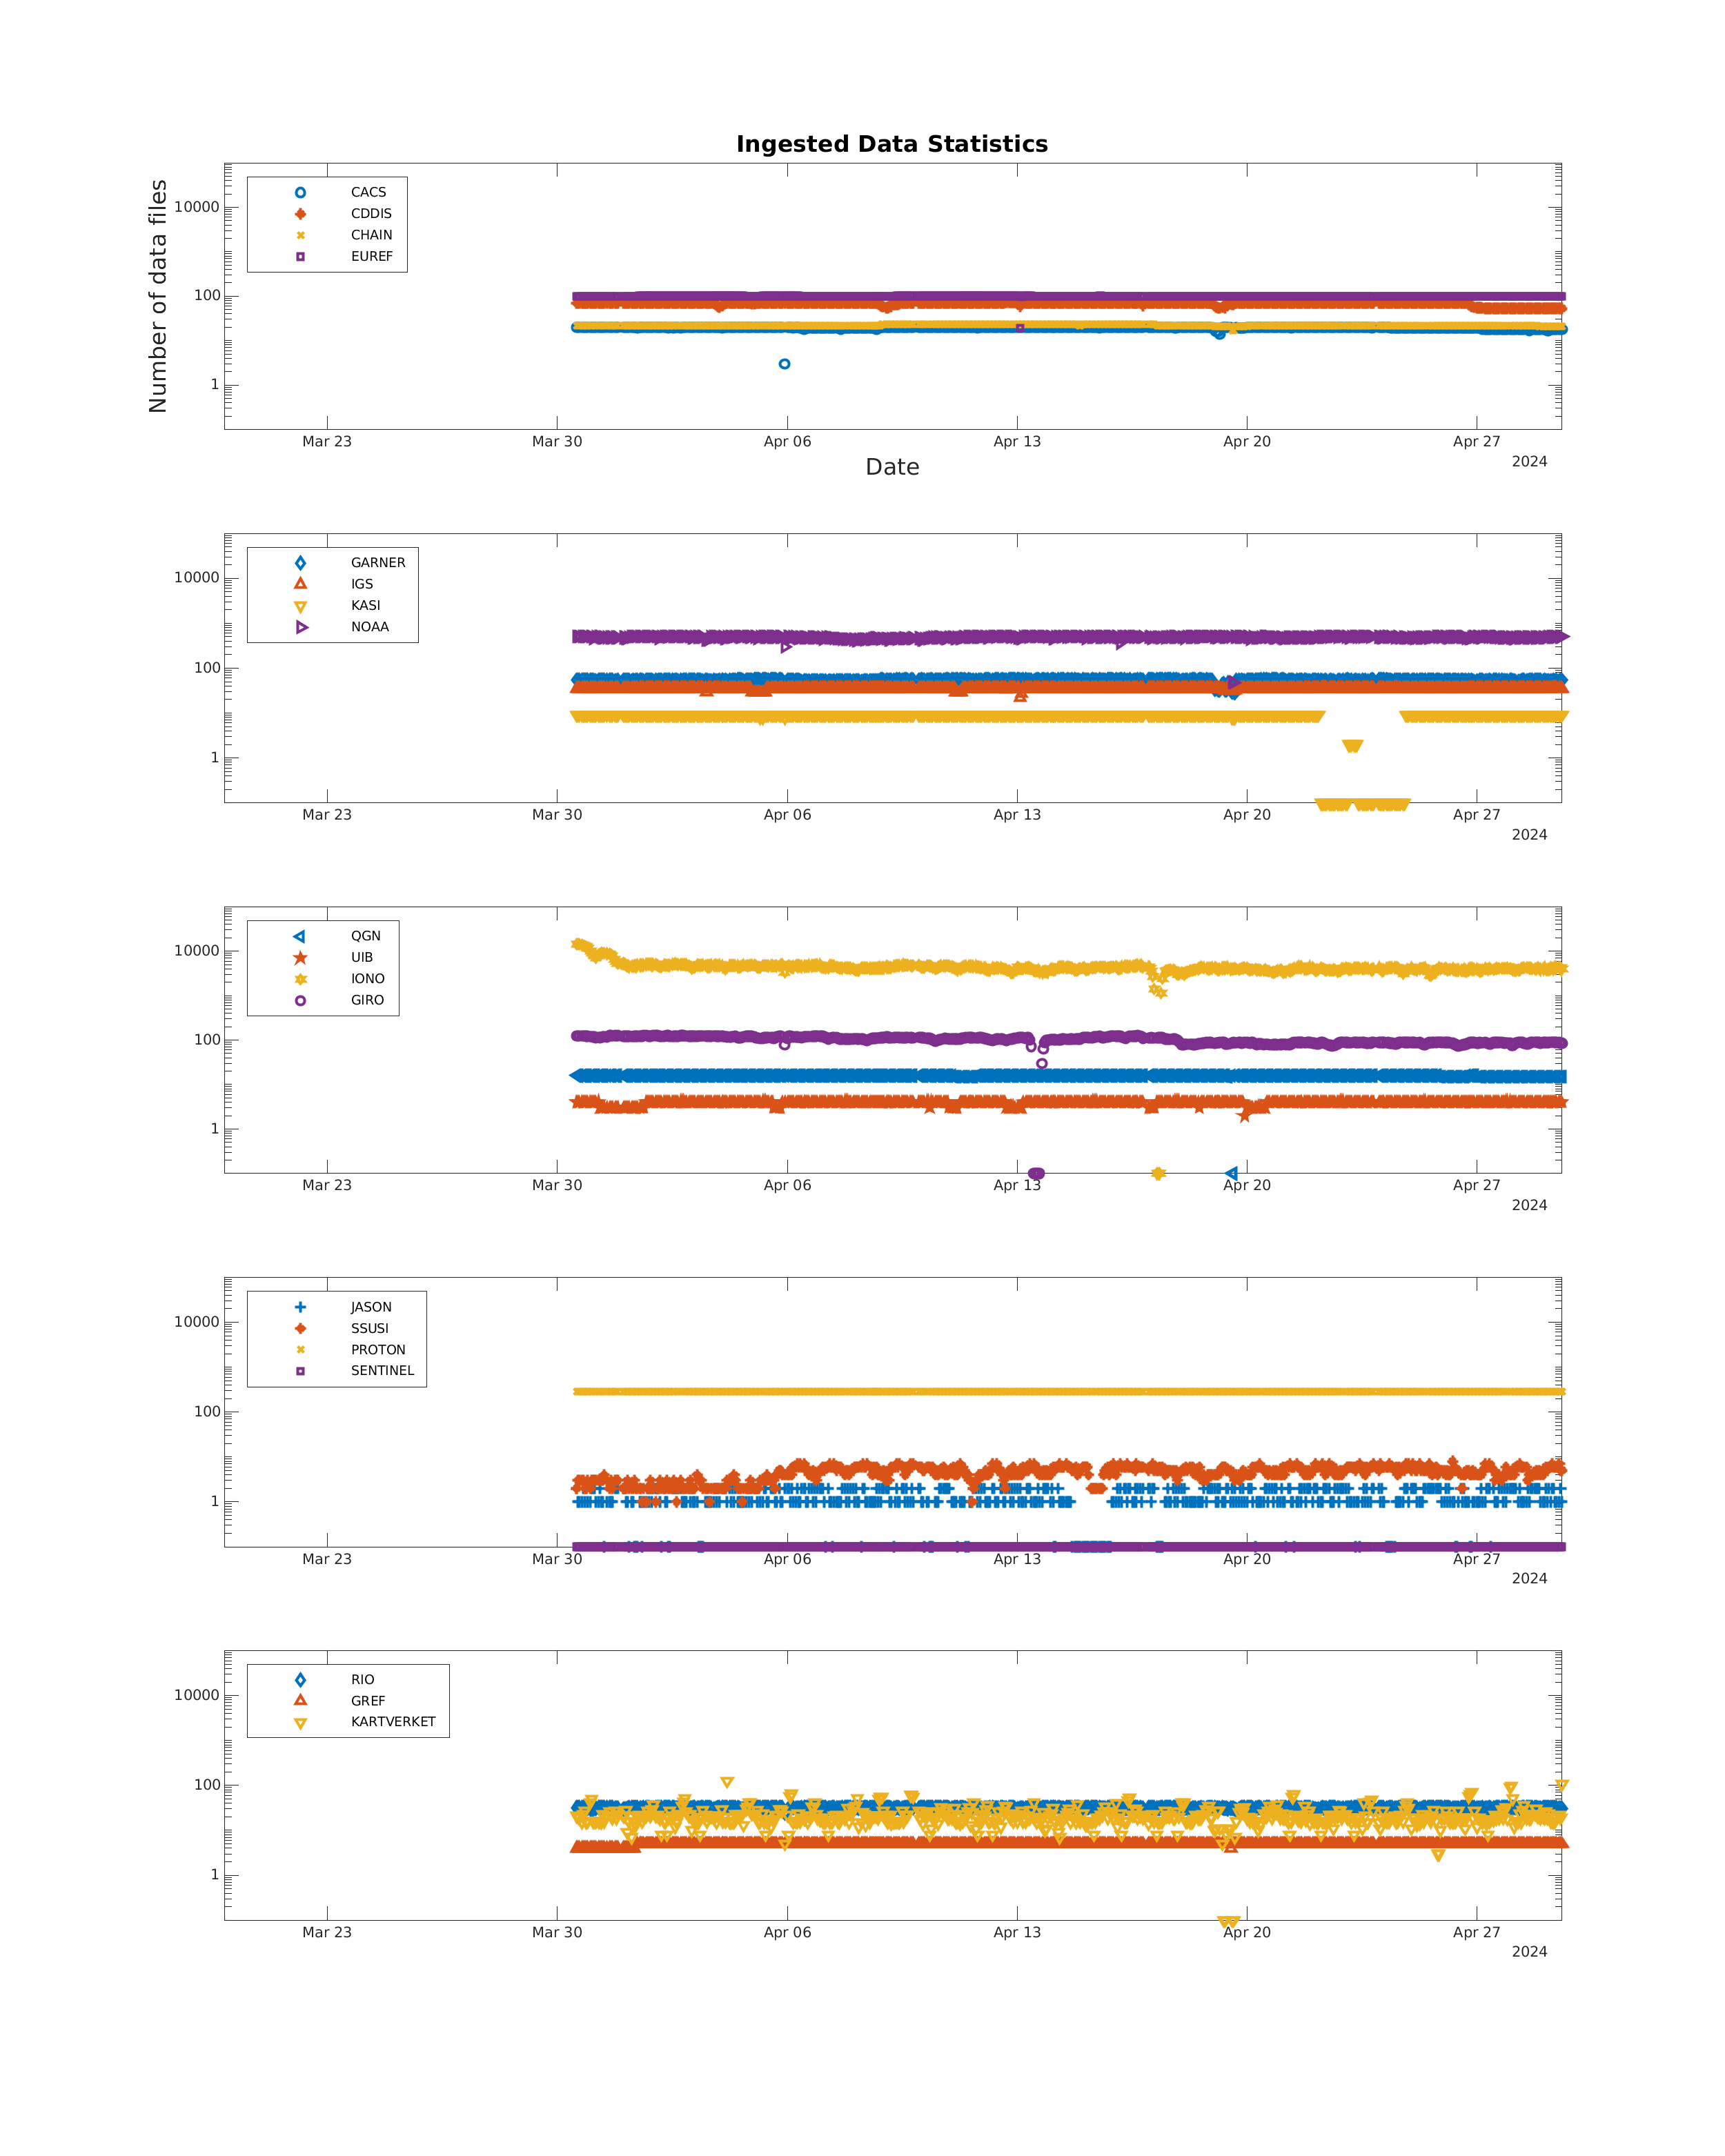 Ingested Data Statistics
Number of data files
10000
100
1
CACS
CDDIS
CHAIN
EUREF
Mar 23 Mar 30 Apr 06 Apr 13 Apr 20 Apr 27
2024
Date
10000
100
1
GARNER
IGS
KASI
NOAA
Mar 23 Mar 30 Apr 06 Apr 13 Apr 20 Apr 27
2024
10000
100
1
QGN
UIB
IONO
GIRO
Mar 23 Mar 30 Apr 06 Apr 13 Apr 20 Apr 27
2024
10000
100
1
JASON
SSUSI
PROTON
SENTINEL
Mar 23 Mar 30 Apr 06 Apr 13 Apr 20 Apr 27
2024
10000
100
1
RIO
GREF
KARTVERKET
Mar 23 Mar 30 Apr 06 Apr 13 Apr 20 Apr 27
2024